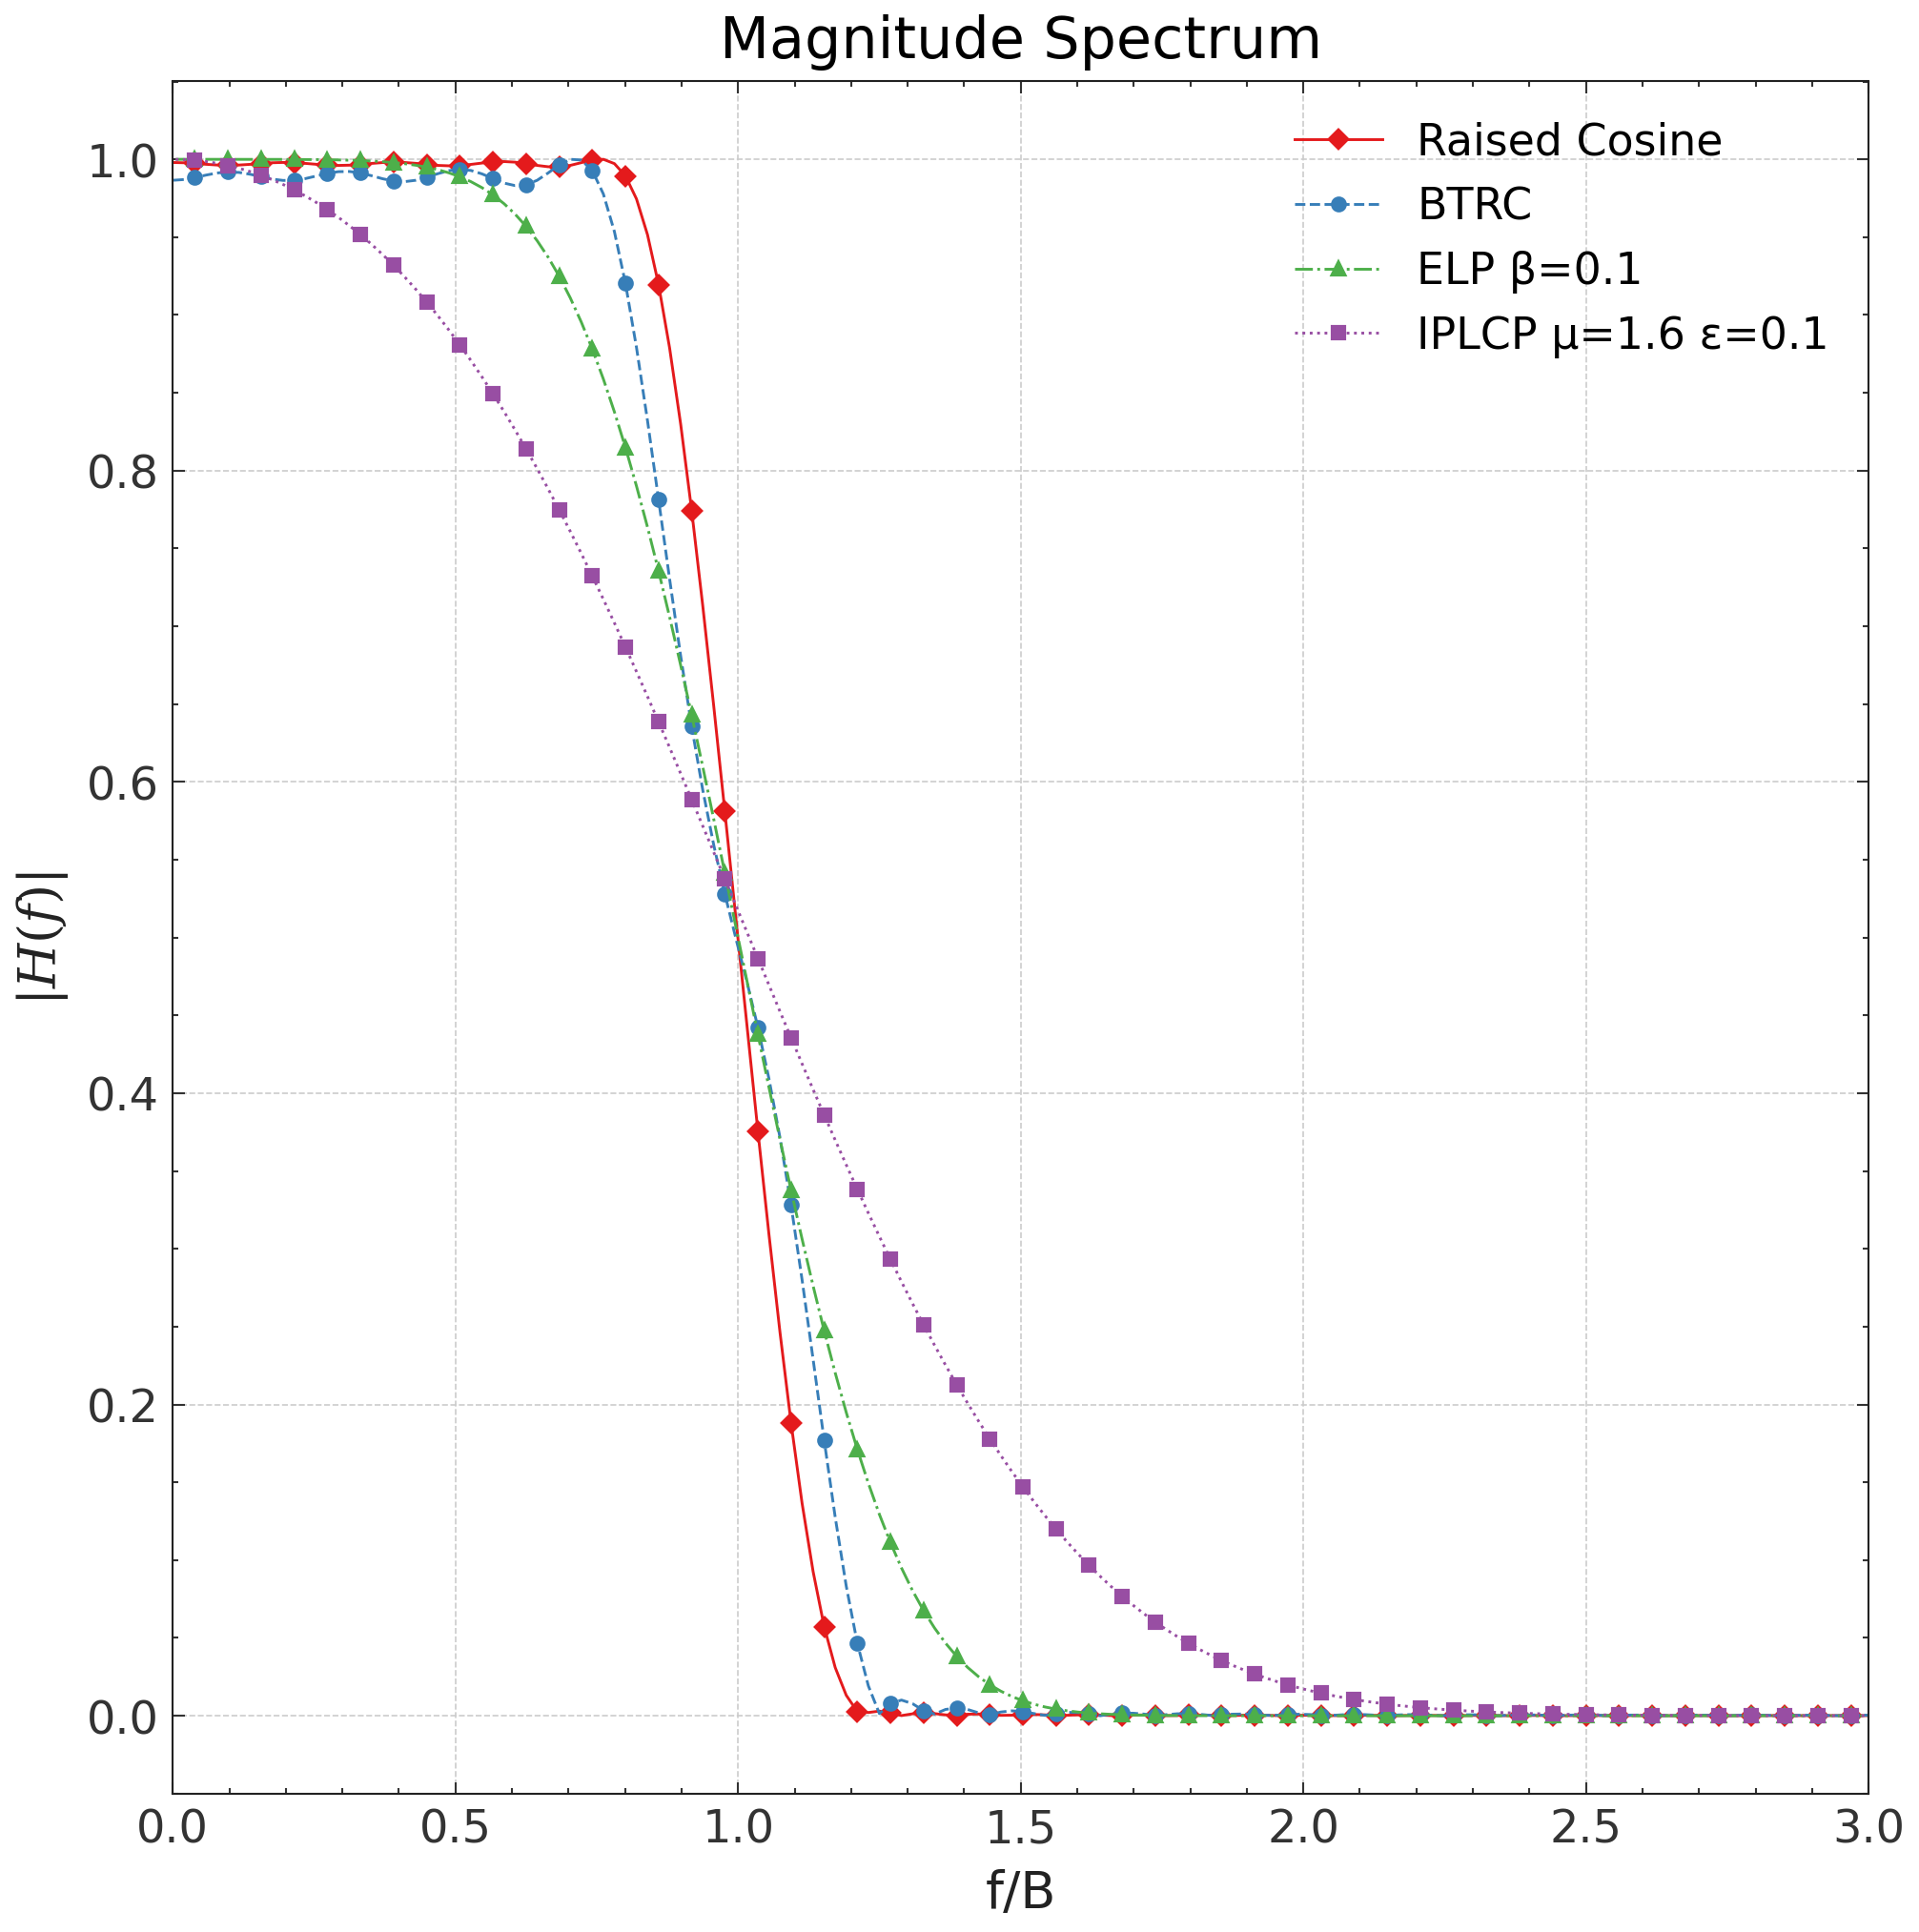 Magnitude Spectrum
Raised Cosine
BTRC
ELP β=0.1
IPLCP μ=1.6 ε=0.1
|H(f)|
1.0
0.8
0.6
0.4
0.2
0.0
0.0 0.5 1.0 1.5 2.0 2.5 3.0
f/B